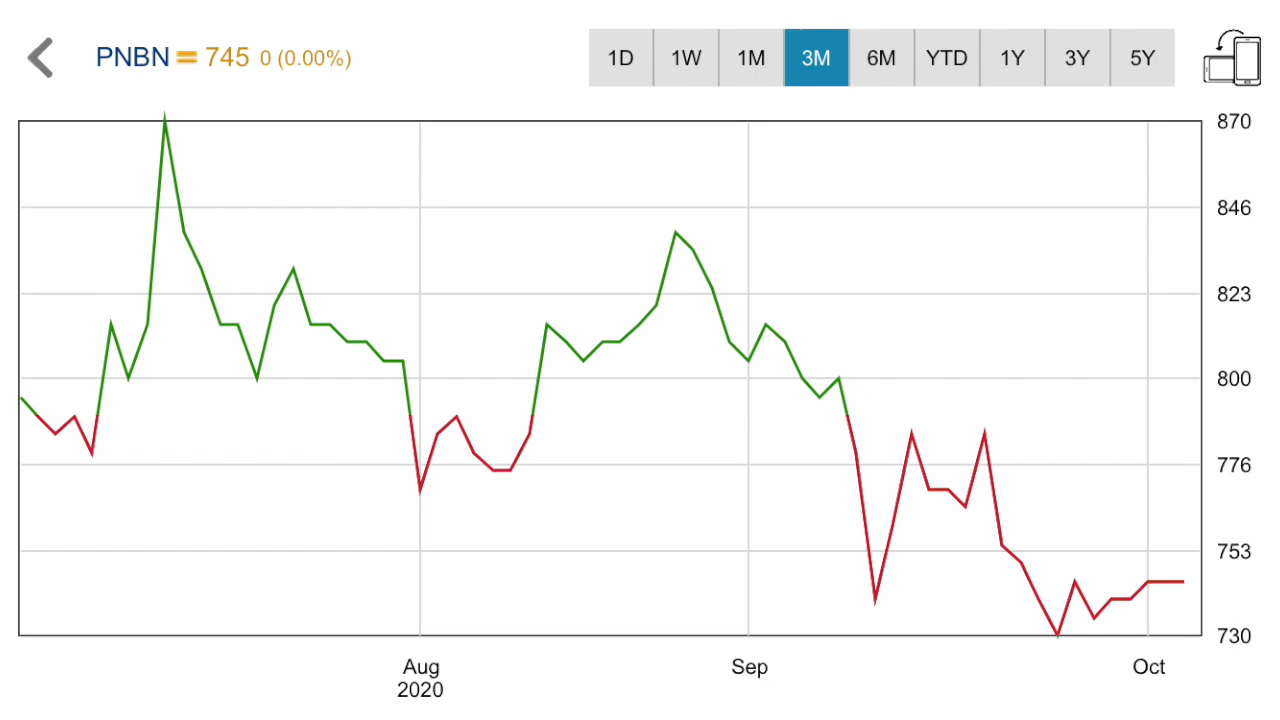 PNBN = 745 0 (0.00%)
1D 1W 1M 3M 6M YTD 1Y 3Y 5Y
870
846
823
800
776
753
730
Aug Sep Oct
2020